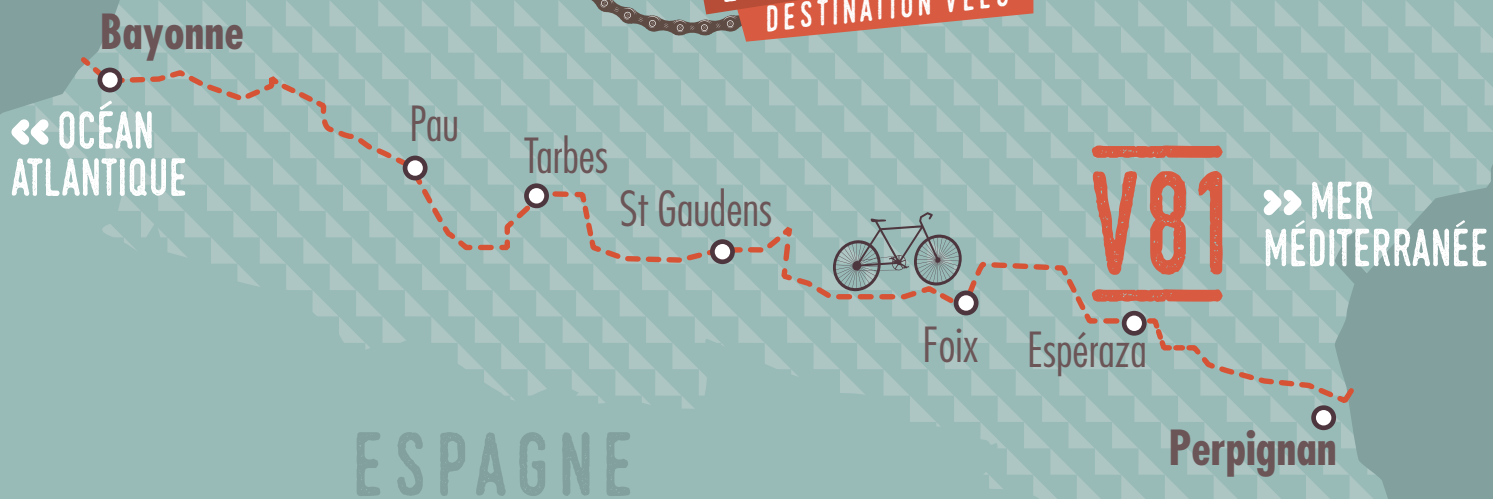 DESTINATION VÉLO
Bayonne
« OCÉAN
ATLANTIQUE
Pau
Tarbes
St Gaudens
V81
» MER
MÉDITERRANÉE
Foix
Espéraza
Perpignan
ESPAGNE